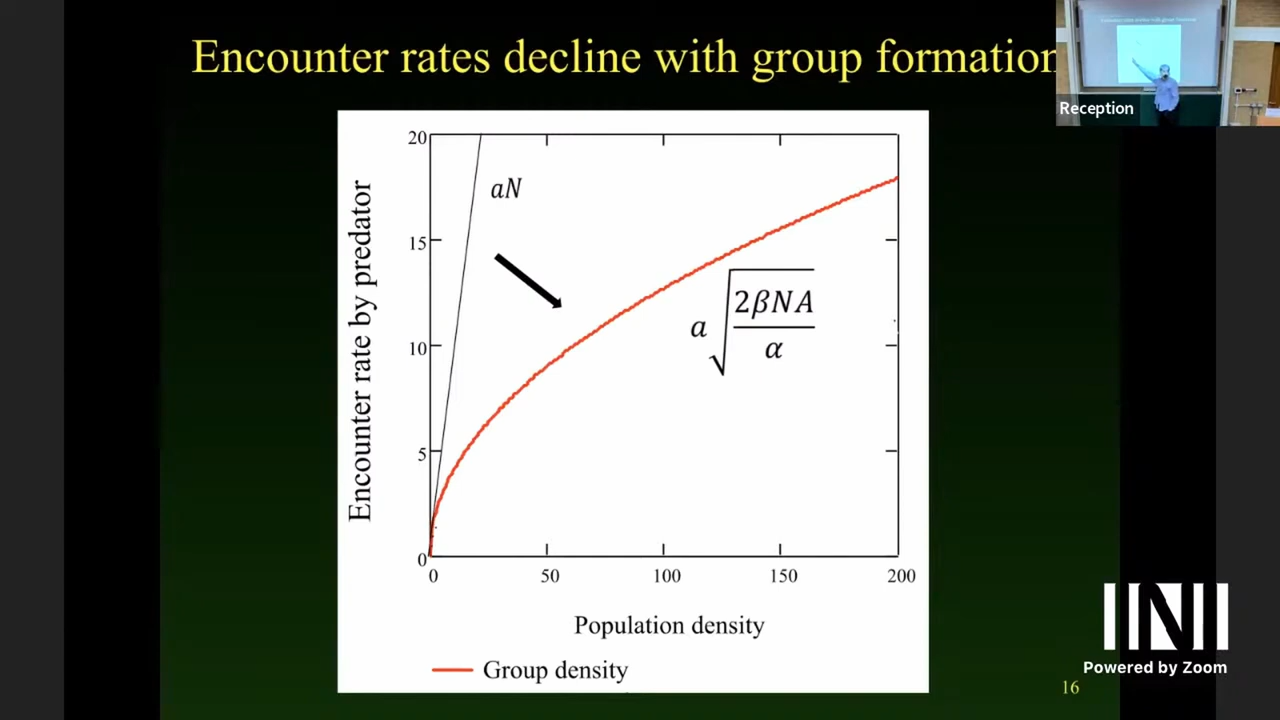 Encounter rates decline with group formation
Reception
20
15
10
5
0
Encounter rate by predator
aN
a √(2βNA / α)
0 50 100 150 200
Population density
Group density
INI
Powered by Zoom
16